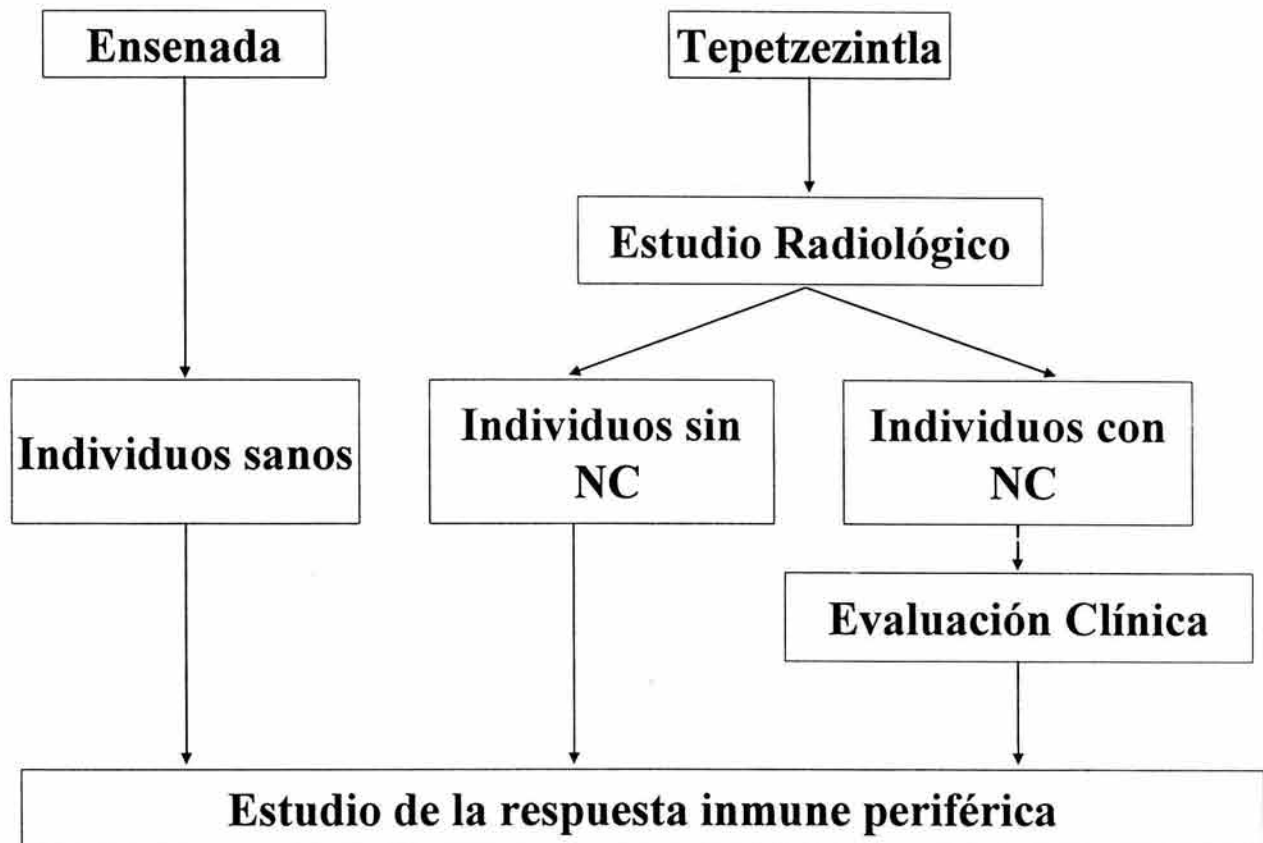 Ensenada
Tepetzezintla
Estudio Radiológico
Individuos sanos
Individuos sin
NC
Individuos con
NC
Evaluación Clínica
Estudio de la respuesta inmune periférica